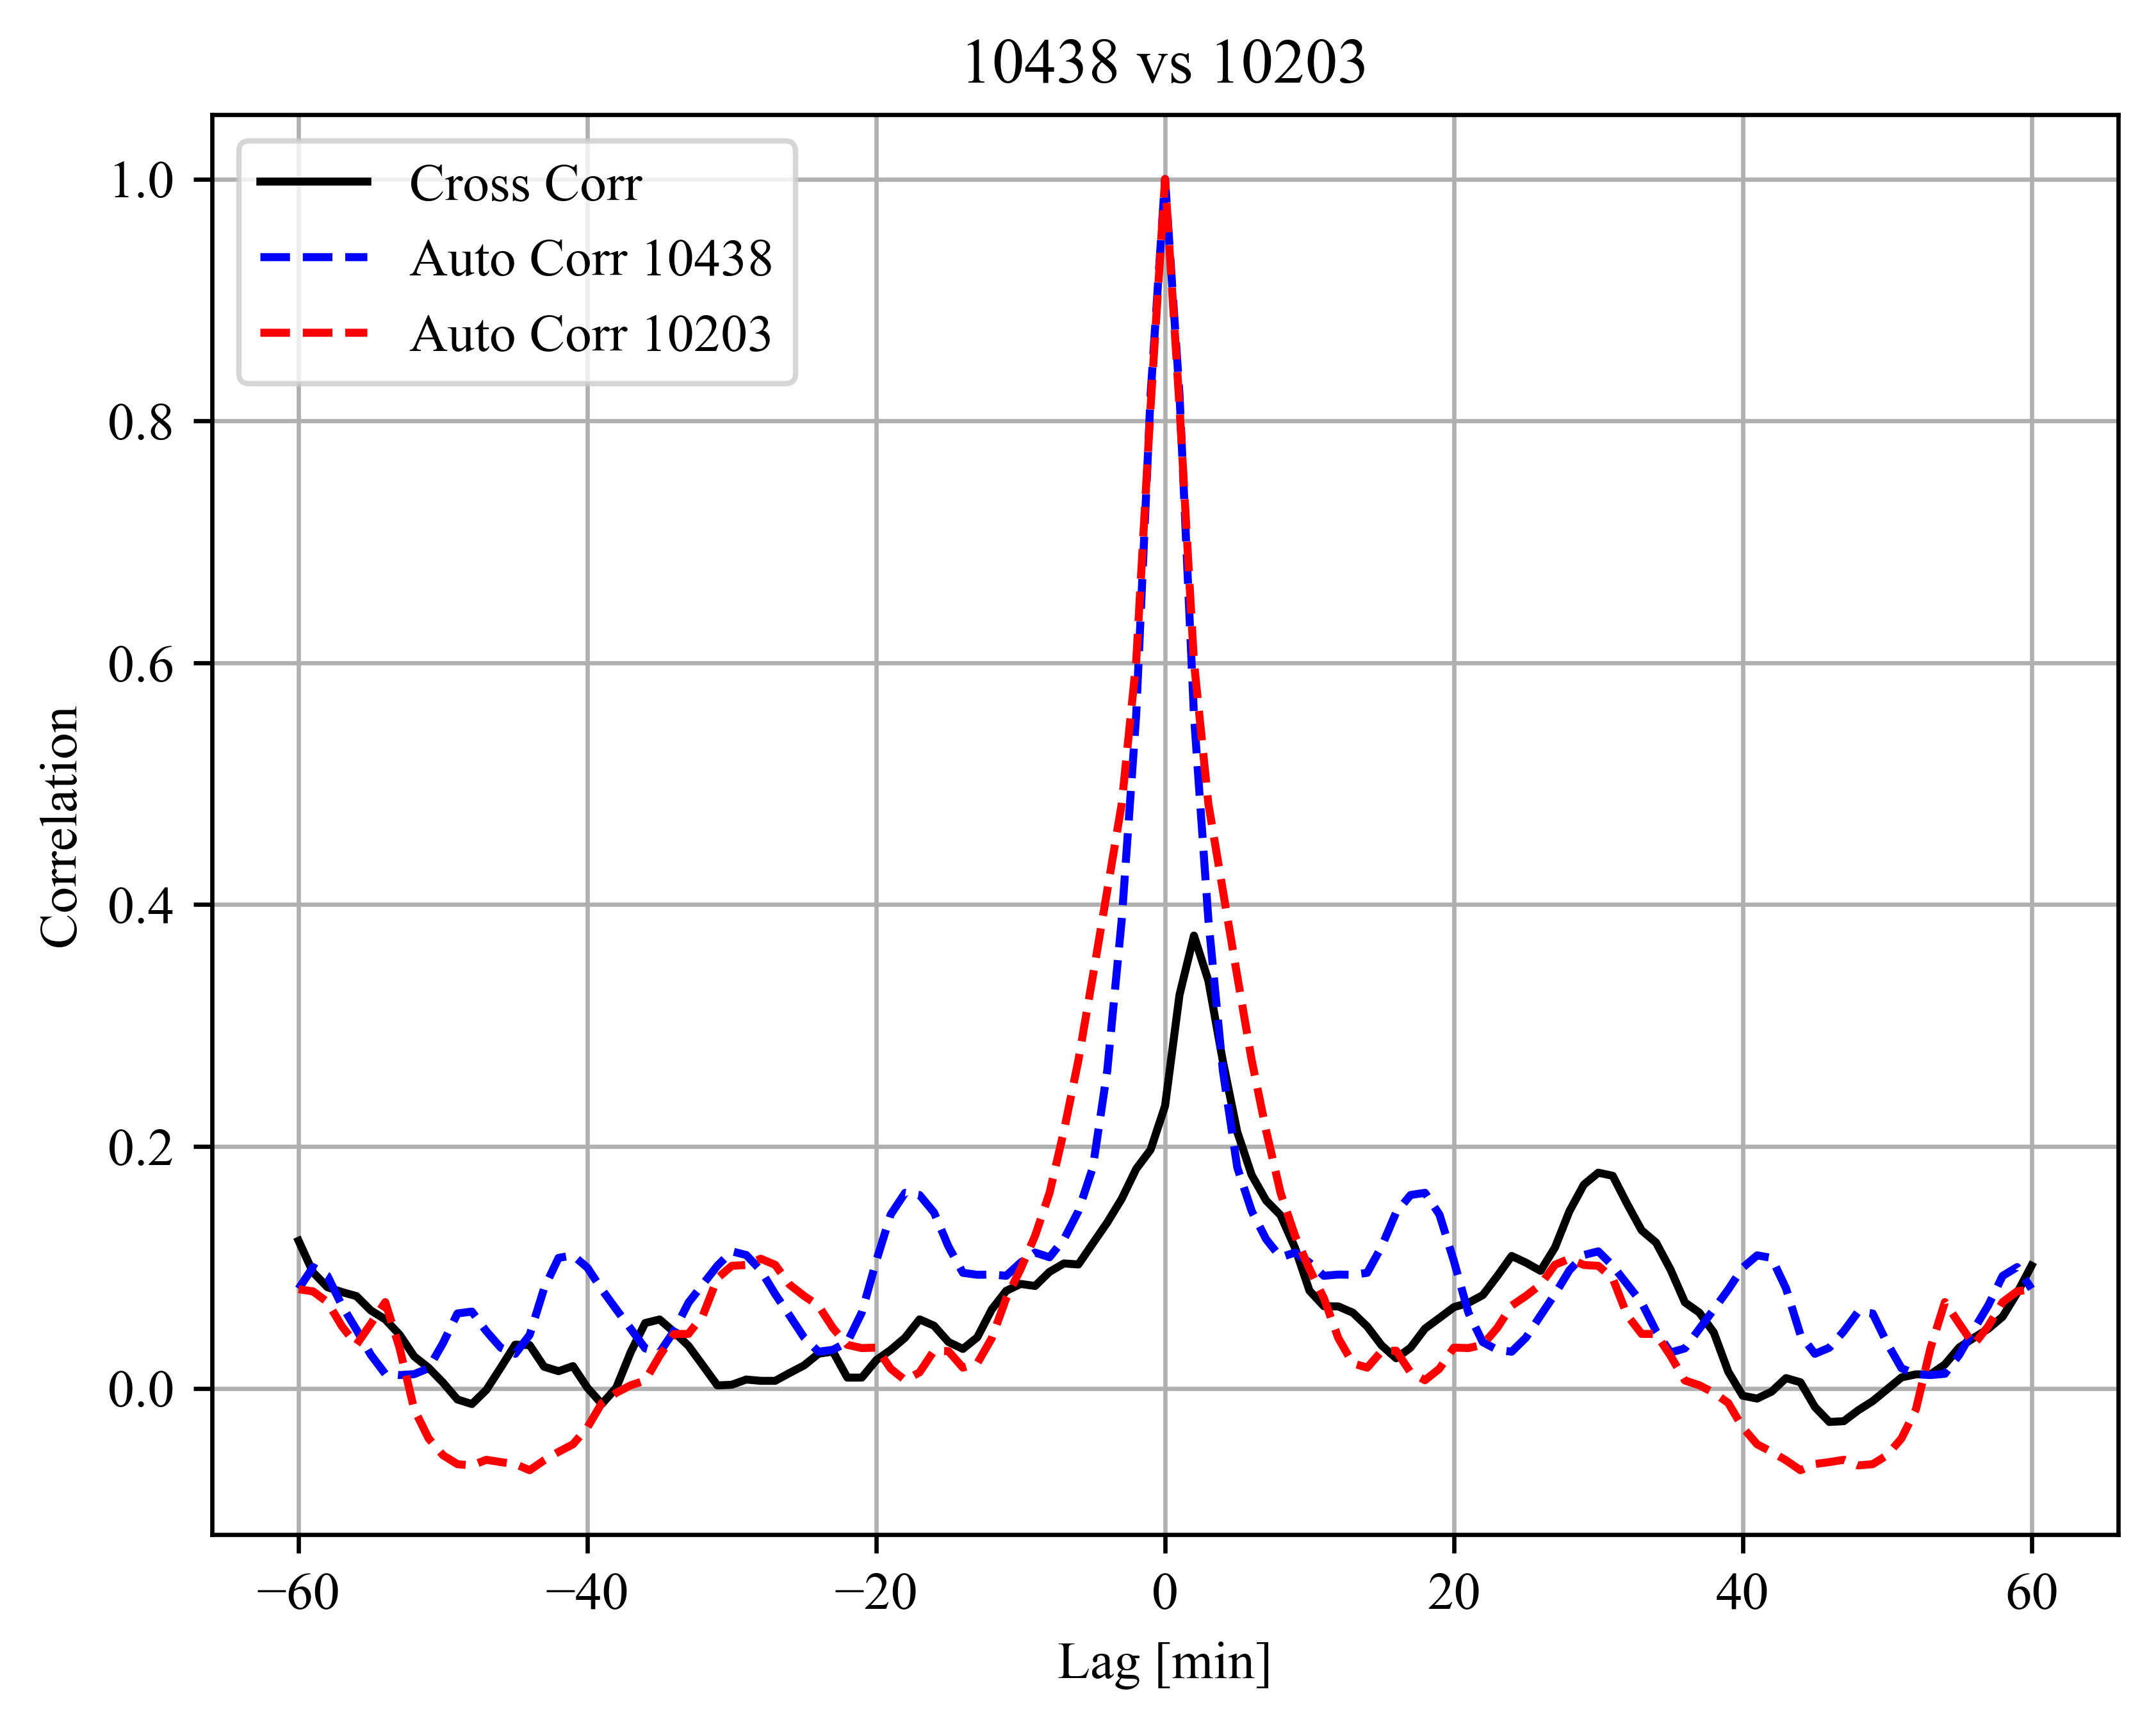 10438 vs 10203
Cross Corr
Auto Corr 10438
Auto Corr 10203
1.0
0.8
0.6
0.4
0.2
0.0
Correlation
−60 −40 −20 0 20 40 60
Lag [min]